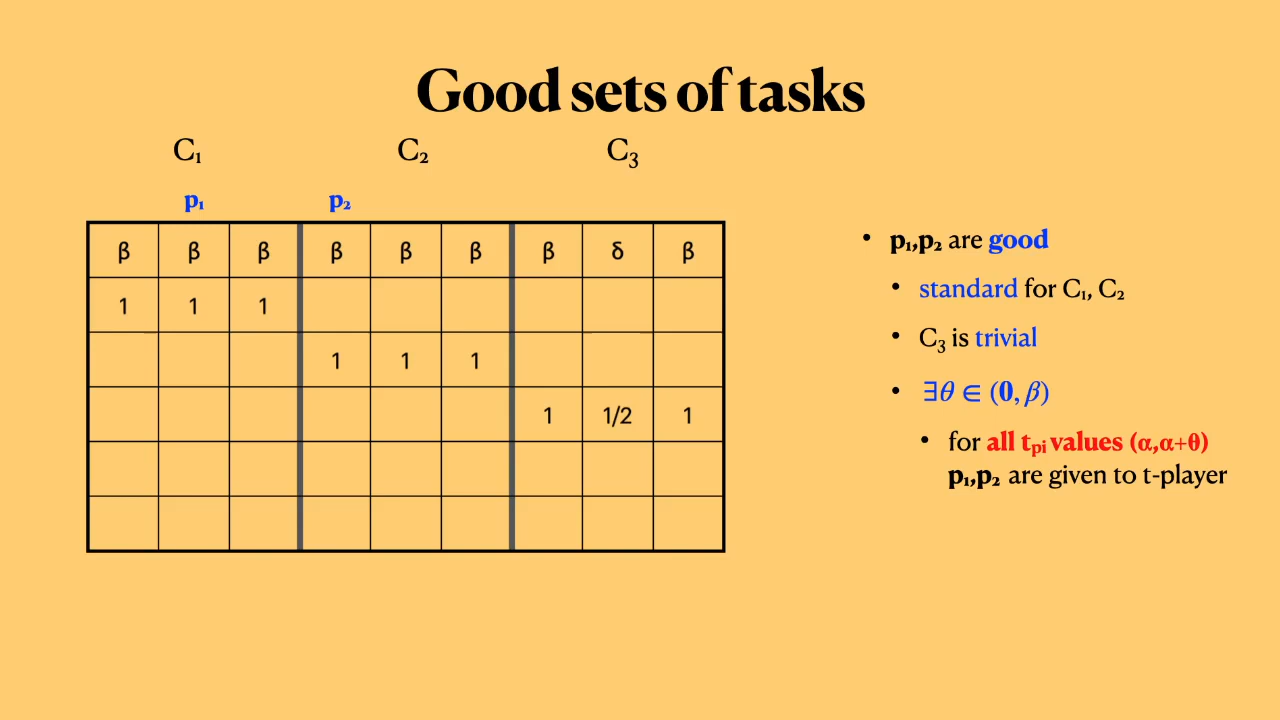 Good sets of tasks
C₁ C₂ C₃
p₁ p₂
β β β β β β β δ β
1 1 1
1 1 1
1 1/2 1
• p₁,p₂ are good
• standard for C₁, C₂
• C₃ is trivial
• ∃θ ∈ (0, β)
• for all tₚᵢ values (α,α+θ)
p₁,p₂ are given to t-player